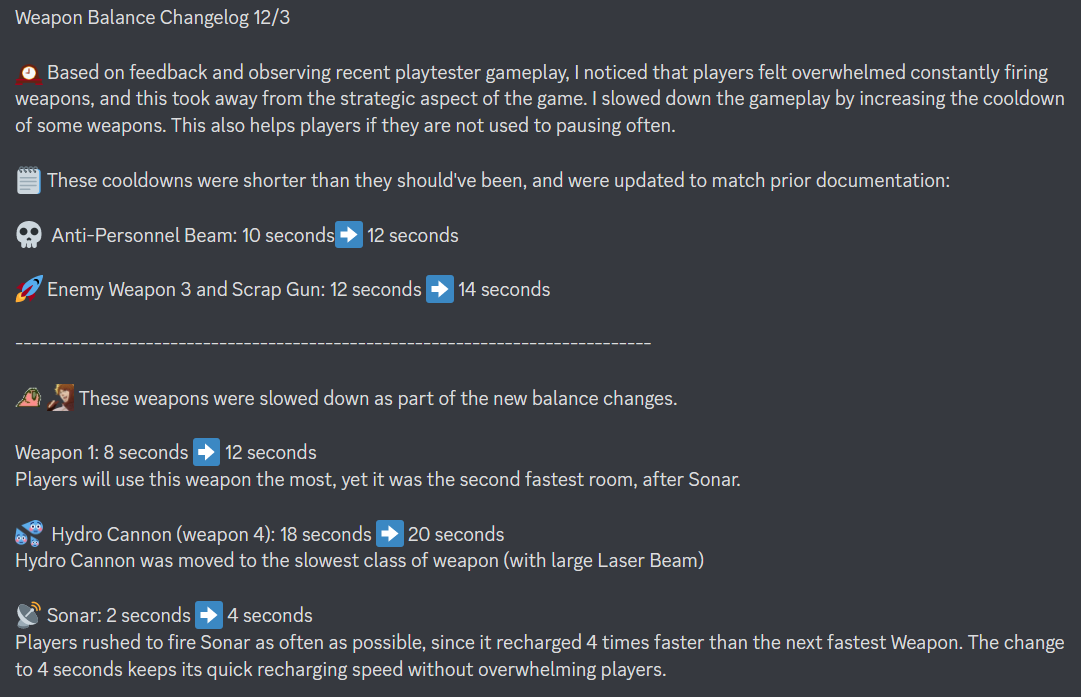 Weapon Balance Changelog 12/3
🕰️ Based on feedback and observing recent playtester gameplay, I noticed that players felt overwhelmed constantly firing
weapons, and this took away from the strategic aspect of the game. I slowed down the gameplay by increasing the cooldown
of some weapons. This also helps players if they are not used to pausing often.
🗒️ These cooldowns were shorter than they should've been, and were updated to match prior documentation:
💀 Anti-Personnel Beam: 10 seconds ➡️ 12 seconds
🚀 Enemy Weapon 3 and Scrap Gun: 12 seconds ➡️ 14 seconds
------------------------------------------------------------------------------
These weapons were slowed down as part of the new balance changes.
Weapon 1: 8 seconds ➡️ 12 seconds
Players will use this weapon the most, yet it was the second fastest room, after Sonar.
Hydro Cannon (weapon 4): 18 seconds ➡️ 20 seconds
Hydro Cannon was moved to the slowest class of weapon (with large Laser Beam)
📡 Sonar: 2 seconds ➡️ 4 seconds
Players rushed to fire Sonar as often as possible, since it recharged 4 times faster than the next fastest Weapon. The change
to 4 seconds keeps its quick recharging speed without overwhelming players.